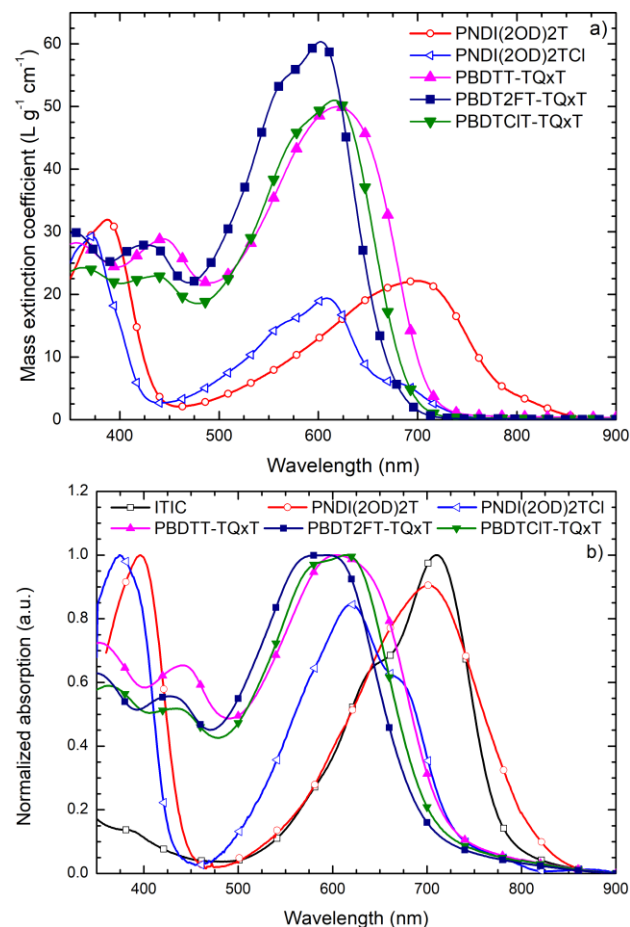 a)
PNDI(2OD)2T
PNDI(2OD)2TCl
PBDTT-TQxT
PBDT2FT-TQxT
PBDTClT-TQxT
Mass extinction coefficient (L g⁻¹ cm⁻¹)
60
50
40
30
20
10
0
400 500 600 700 800 900
Wavelength (nm)
b)
ITIC PNDI(2OD)2T PNDI(2OD)2TCl
PBDTT-TQxT PBDT2FT-TQxT PBDTClT-TQxT
Normalized absorption (a.u.)
1.2
1.0
0.8
0.6
0.4
0.2
0.0
400 500 600 700 800 900
Wavelength (nm)